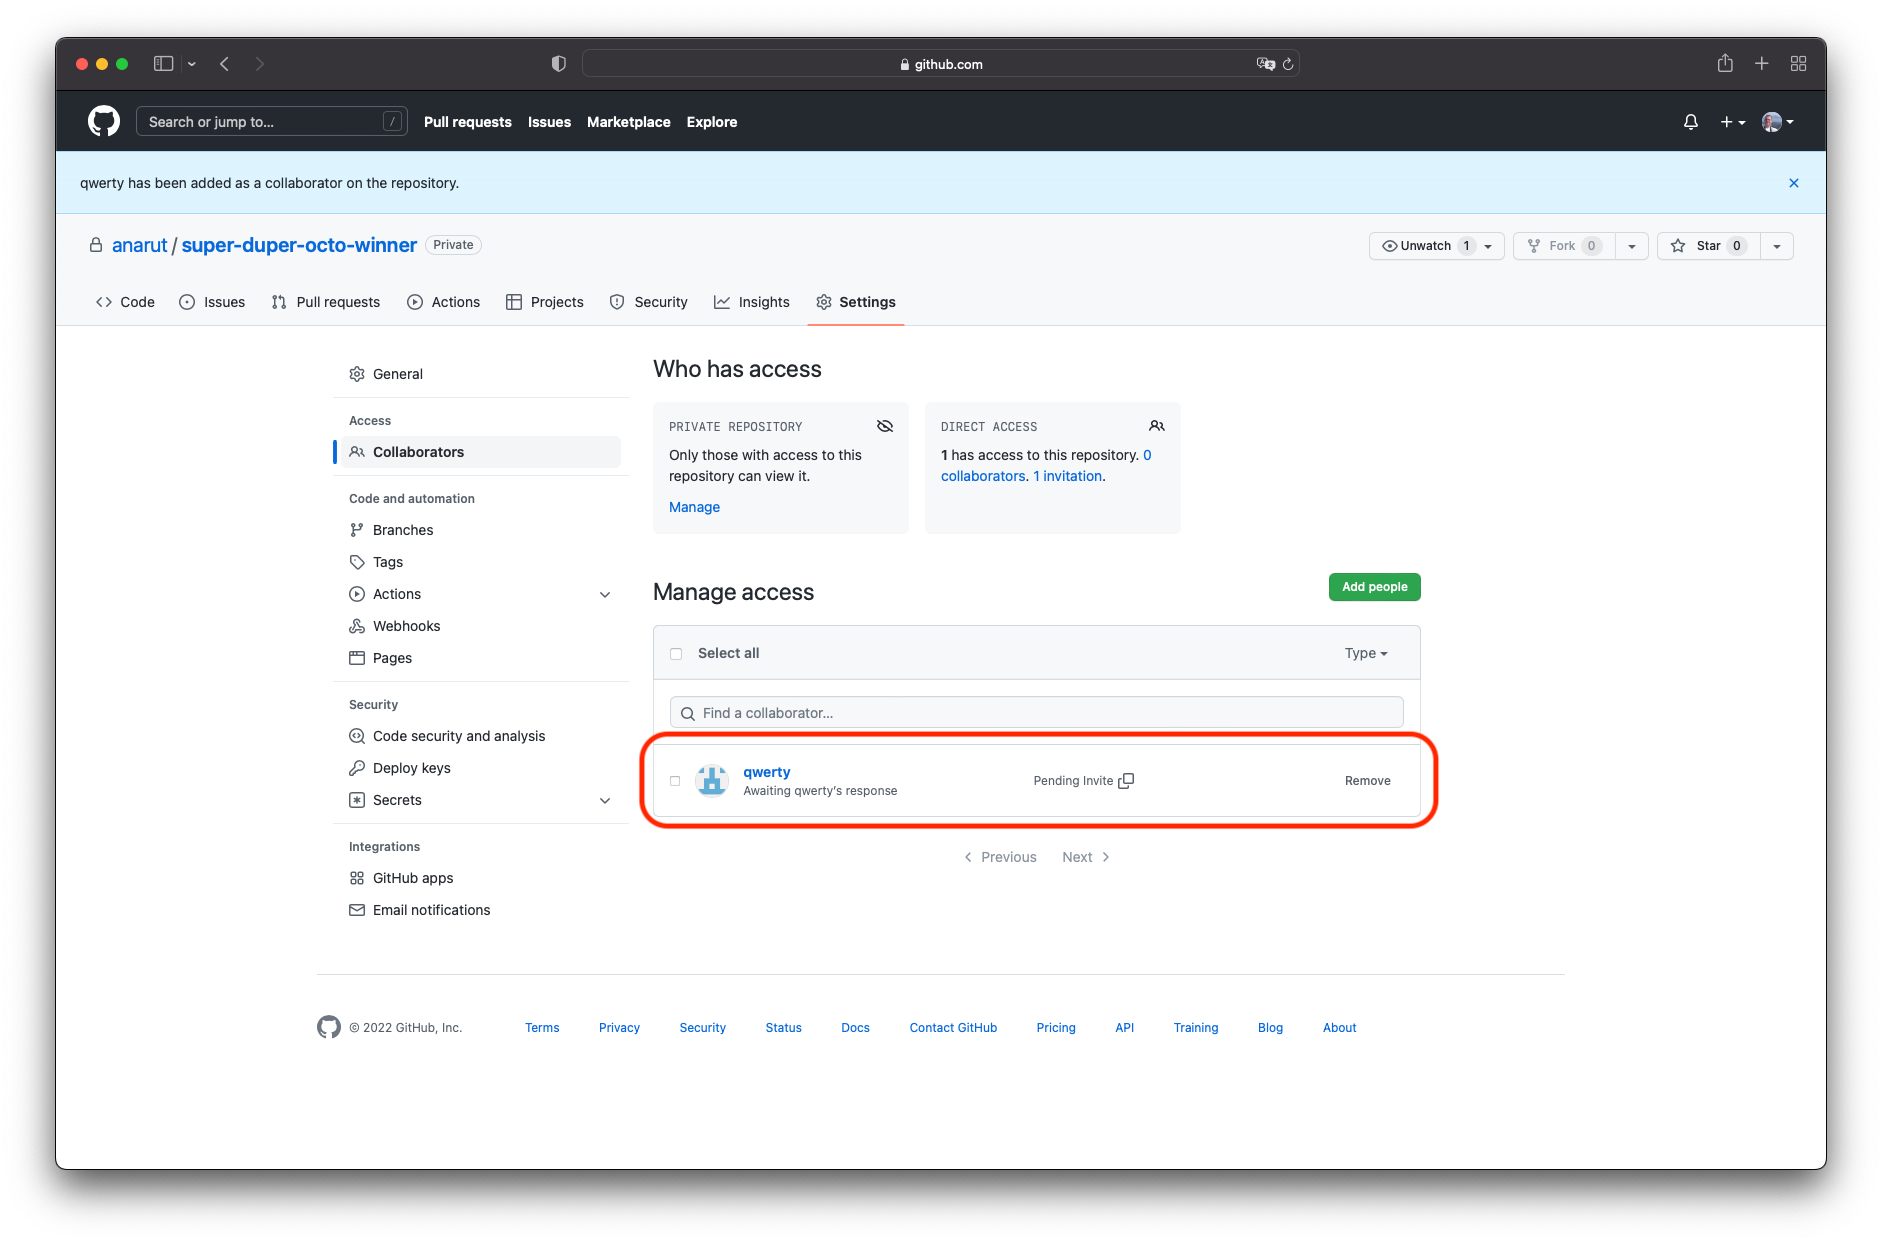 github.com
Search or jump to... /
Pull requests Issues Marketplace Explore
qwerty has been added as a collaborator on the repository.
anarut / super-duper-octo-winner Private
Unwatch 1 Fork 0 Star 0
Code Issues Pull requests Actions Projects Security Insights Settings
General
Access
Collaborators
Code and automation
Branches
Tags
Actions
Webhooks
Pages
Security
Code security and analysis
Deploy keys
Secrets
Integrations
GitHub apps
Email notifications
Who has access
PRIVATE REPOSITORY
Only those with access to this
repository can view it.
Manage
DIRECT ACCESS
1 has access to this repository. 0
collaborators. 1 invitation.
Manage access
Add people
Select all Type
Find a collaborator...
qwerty
Awaiting qwerty's response
Pending Invite
Remove
Previous Next
© 2022 GitHub, Inc. Terms Privacy Security Status Docs Contact GitHub Pricing API Training Blog About